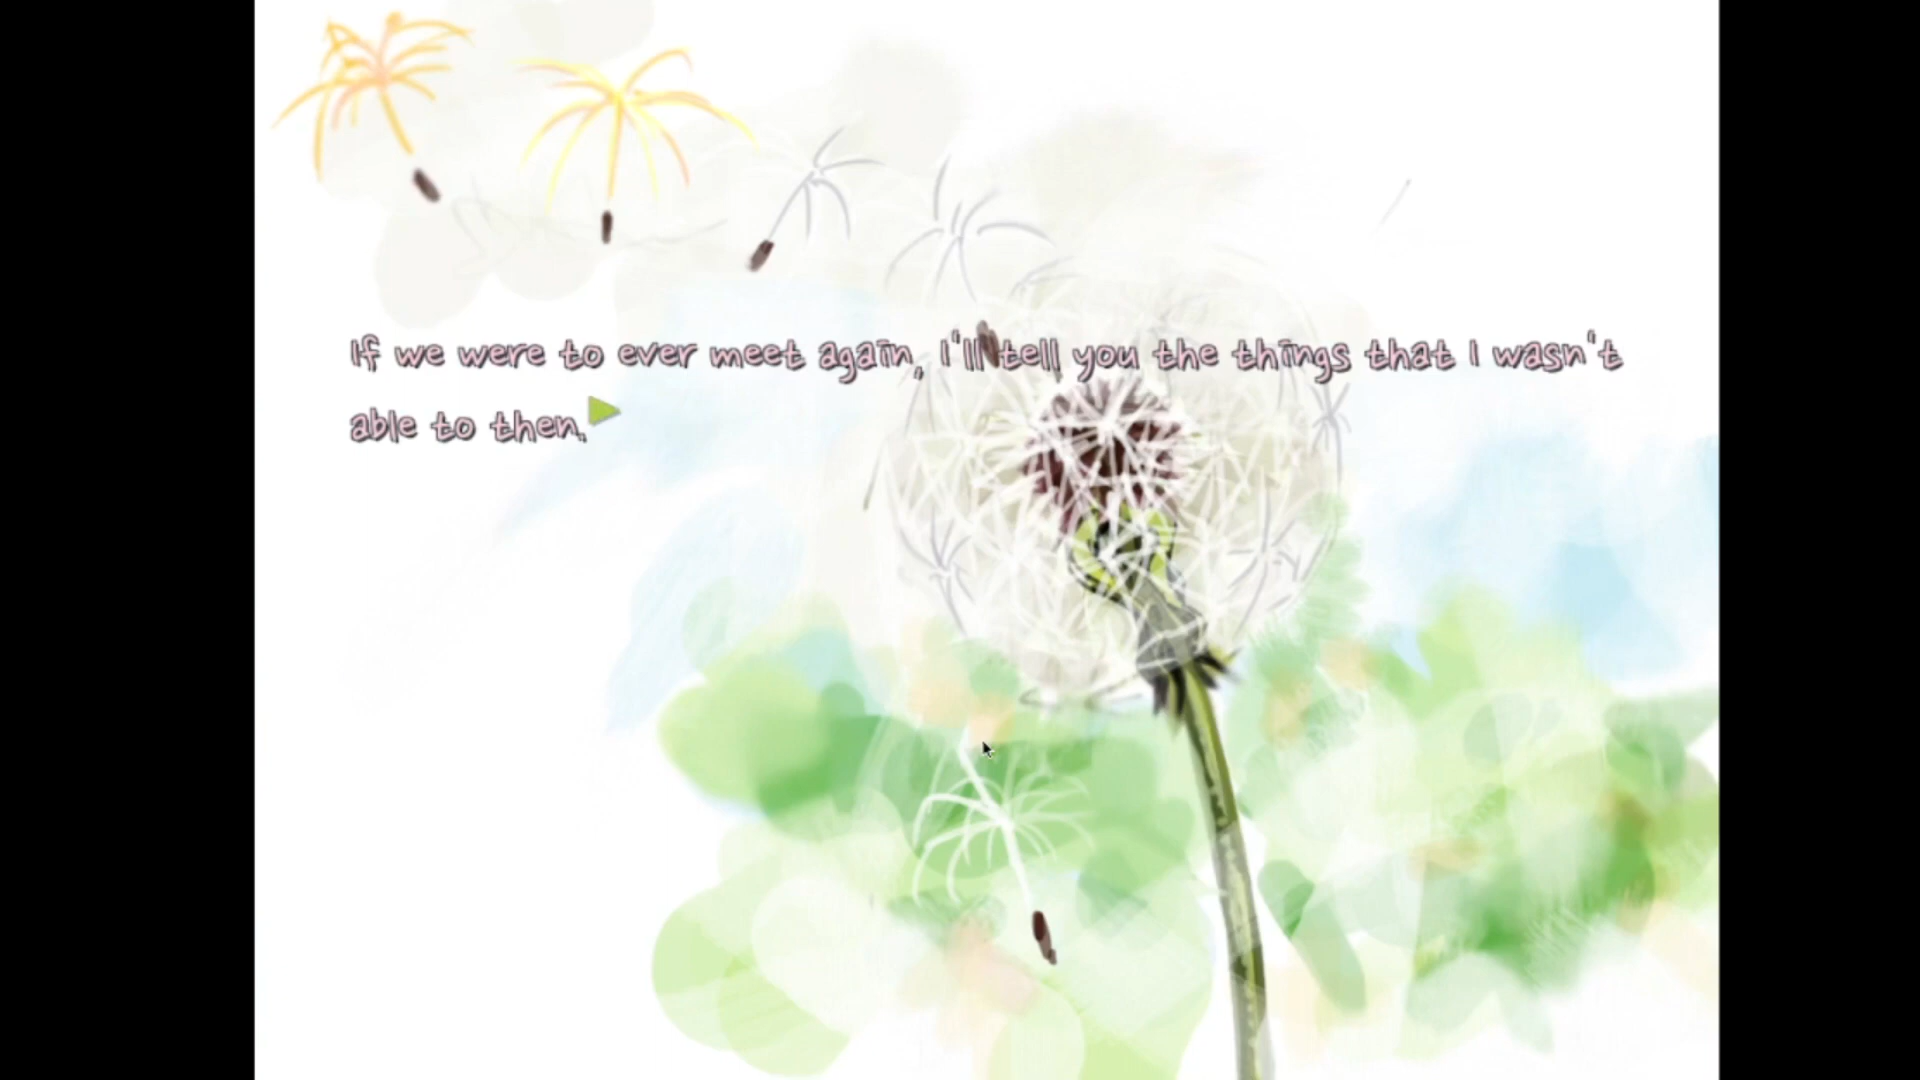 If we were to ever meet again, I'll tell you the things that I wasn't
able to then.